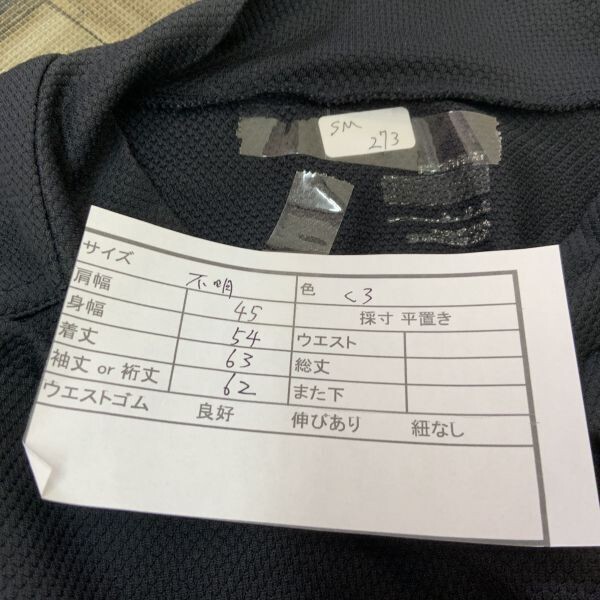 SM
273
サイズ 不明 色 くろ
肩幅 45 採寸 平置き
身幅 54 ウエスト
着丈 63 総丈
袖丈 or 裄丈 62 また下
ウエストゴム 良好 伸びあり 紐なし